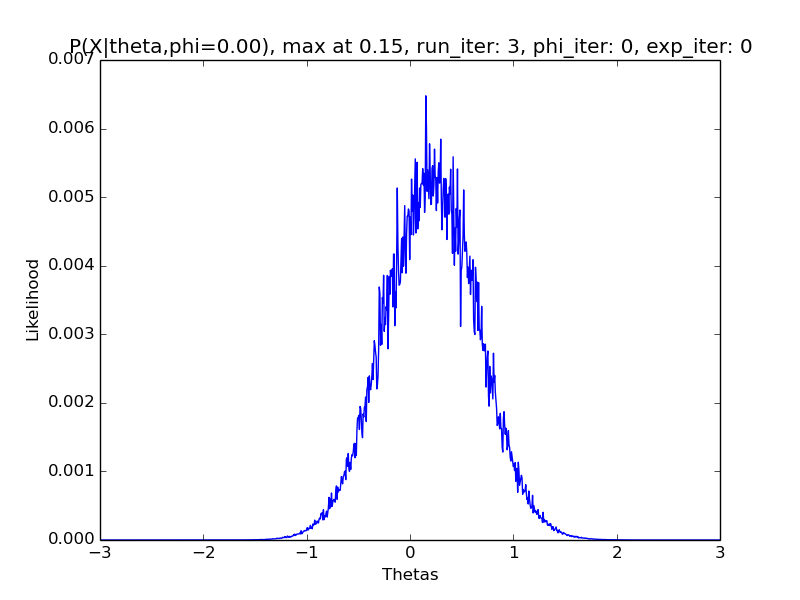 P(X|theta,phi=0.00), max at 0.15, run_iter: 3, phi_iter: 0, exp_iter: 0
0.007
0.006
0.005
0.004
0.003
0.002
0.001
0.000
Likelihood
−3 −2 −1 0 1 2 3
Thetas